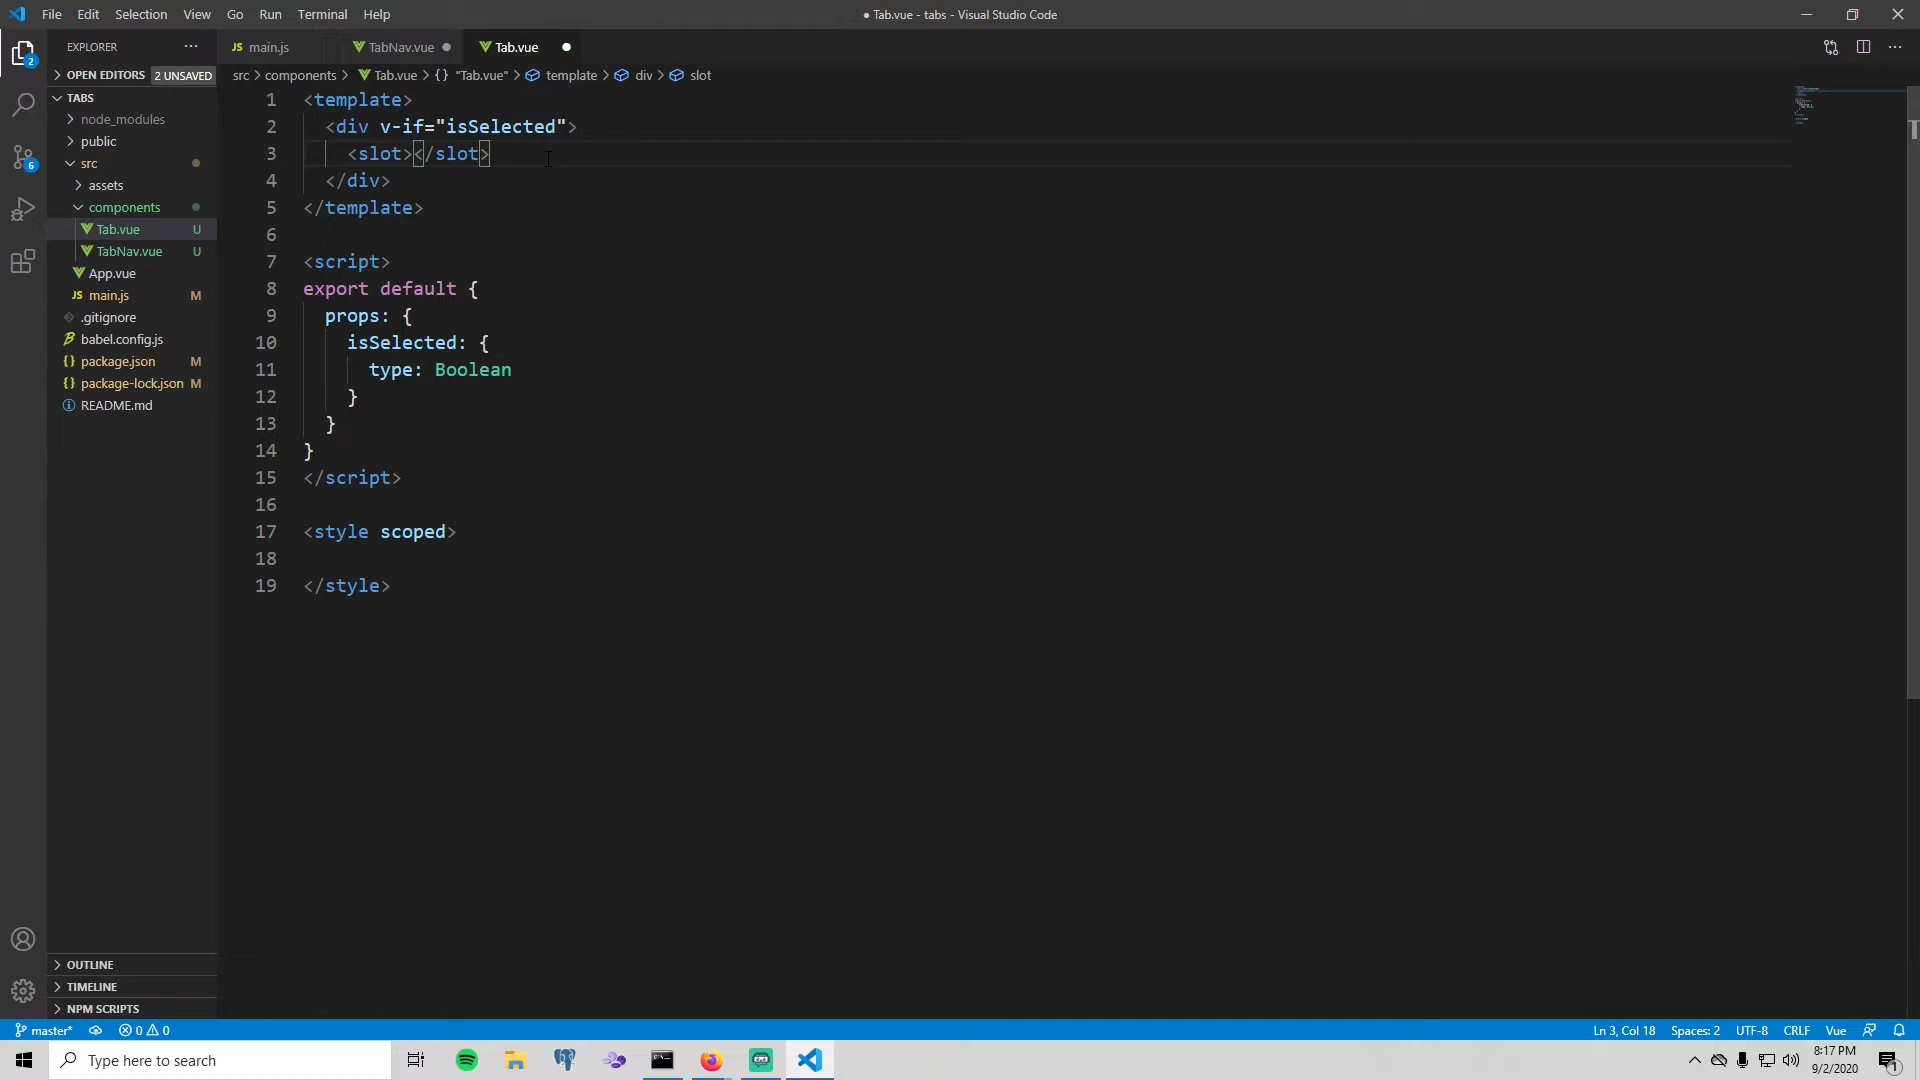 File Edit Selection View Go Run Terminal Help
● Tab.vue - tabs - Visual Studio Code
EXPLORER
OPEN EDITORS 2 UNSAVED
TABS
node_modules
public
src
assets
components
Tab.vue U
TabNav.vue U
App.vue
JS main.js M
.gitignore
babel.config.js
{} package.json M
{} package-lock.json M
README.md
OUTLINE
TIMELINE
NPM SCRIPTS
2
6
JS main.js TabNav.vue ● Tab.vue ●
src > components > Tab.vue > {} "Tab.vue" > template > div > slot
1 <template>
2 <div v-if="isSelected">
3 <slot></slot>
4 </div>
5 </template>
6
7 <script>
8 export default {
9 props: {
10 isSelected: {
11 type: Boolean
12 }
13 }
14 }
15 </script>
16
17 <style scoped>
18
19 </style>
master* 0 0 Ln 3, Col 18 Spaces: 2 UTF-8 CRLF Vue
Type here to search
8:17 PM
9/2/2020
1